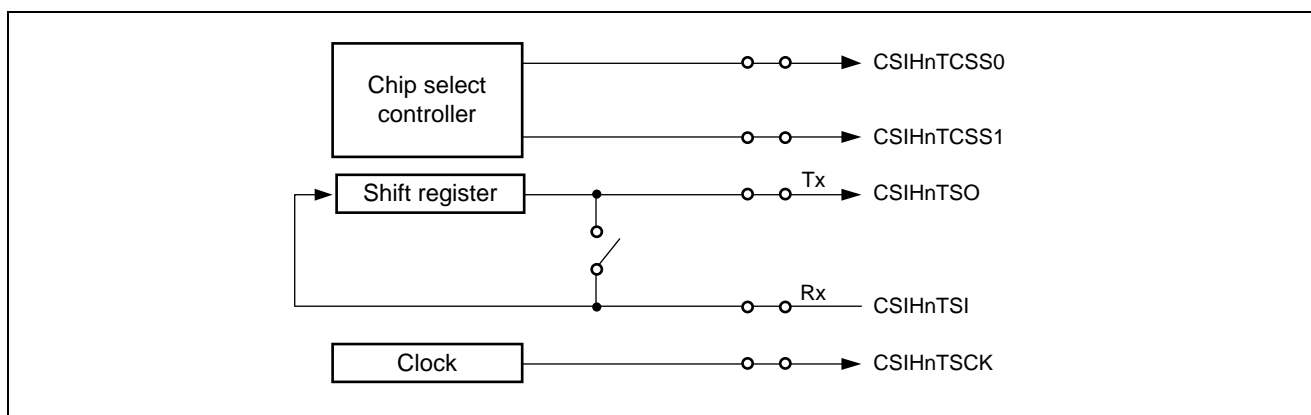 Chip select
controller
CSIHnTCSS0
CSIHnTCSS1
Shift register
Tx
CSIHnTSO
Rx
CSIHnTSI
Clock
CSIHnTSCK